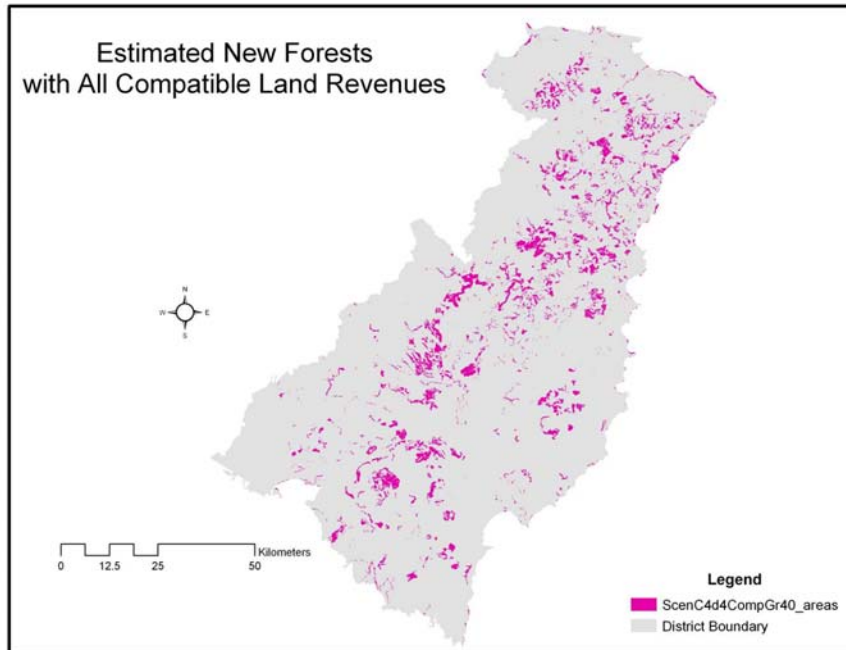 Estimated New Forests
with All Compatible Land Revenues
N
W E
S
Kilometers
0 12.5 25 50
Legend
ScenC4d4CompGr40_areas
District Boundary